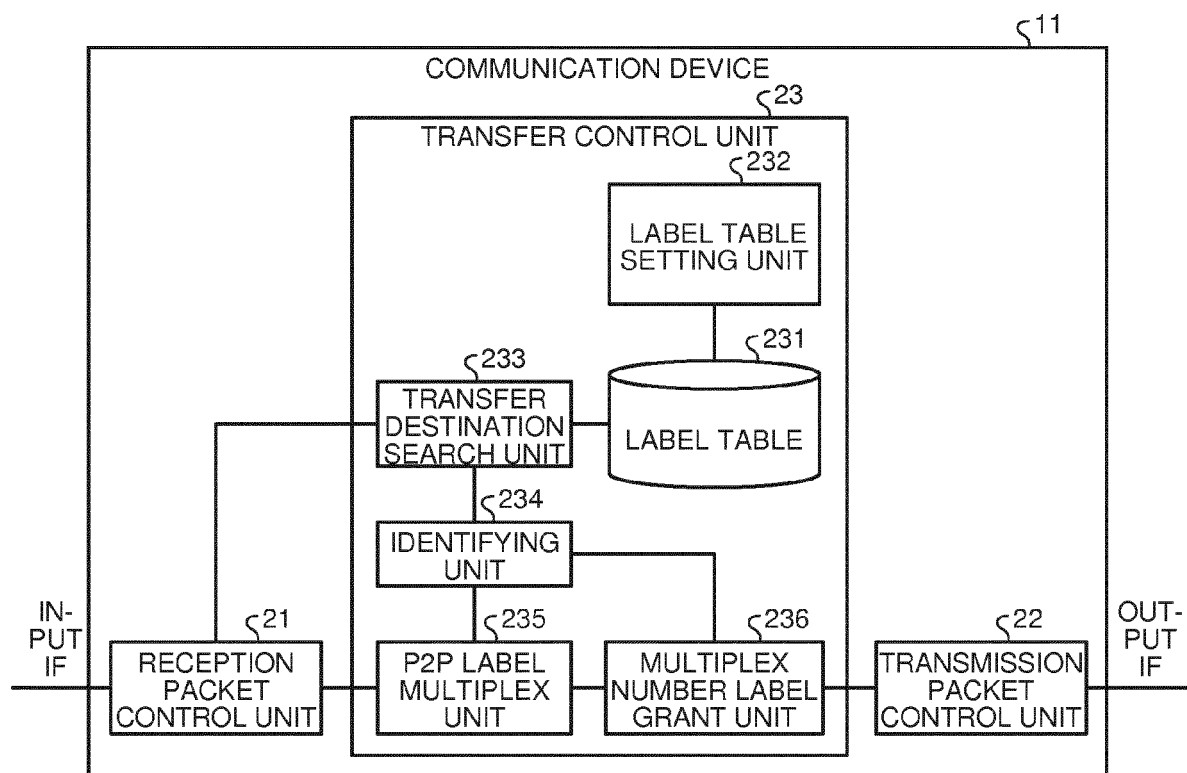 11
COMMUNICATION DEVICE
23
TRANSFER CONTROL UNIT
232
LABEL TABLE
SETTING UNIT
231
LABEL TABLE
233
TRANSFER
DESTINATION
SEARCH UNIT
234
IDENTIFYING
UNIT
IN-
PUT
IF
21
RECEPTION
PACKET
CONTROL UNIT
235
P2P LABEL
MULTIPLEX
UNIT
236
MULTIPLEX
NUMBER LABEL
GRANT UNIT
22
TRANSMISSION
PACKET
CONTROL UNIT
OUT-
PUT
IF